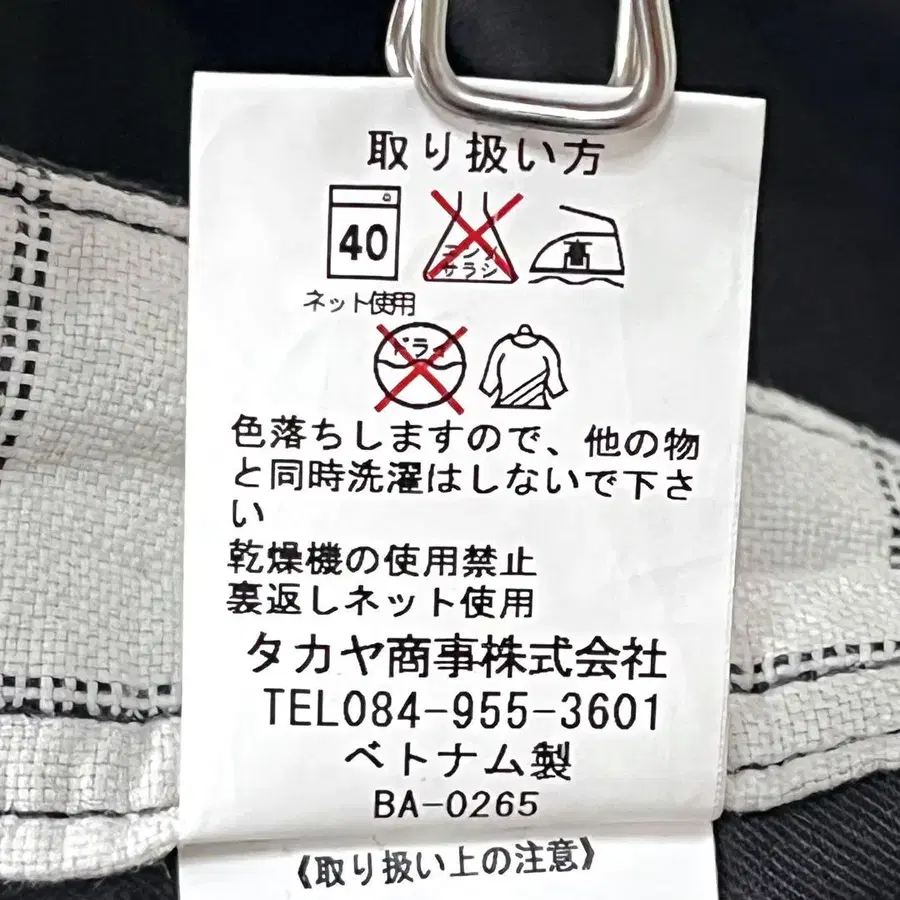 取り扱い方
40
エンソ
サラシ
中
ネット使用
ドライ
色落ちしますので、他の物
と同時洗濯はしないで下さ
い
乾燥機の使用禁止
裏返しネット使用
タカヤ商事株式会社
TEL084-955-3601
ベトナム製
BA-0265
《取り扱い上の注意》